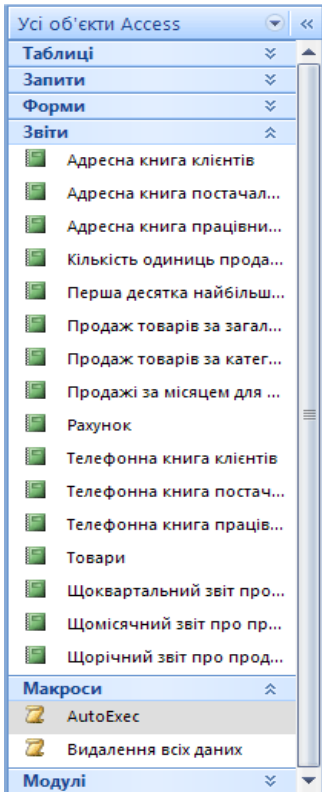 Усі об'єкти Access
Таблиці
Запити
Форми
Звіти
Адресна книга клієнтів
Адресна книга постачал...
Адресна книга працівни...
Кількість одиниць прода...
Перша десятка найбільш...
Продаж товарів за загал...
Продаж товарів за катег...
Продажі за місяцем для ...
Рахунок
Телефонна книга клієнтів
Телефонна книга постач...
Телефонна книга праців...
Товари
Щоквартальний звіт про...
Щомісячний звіт про пр...
Щорічний звіт про прод...
Макроси
AutoExec
Видалення всіх даних
Модулі